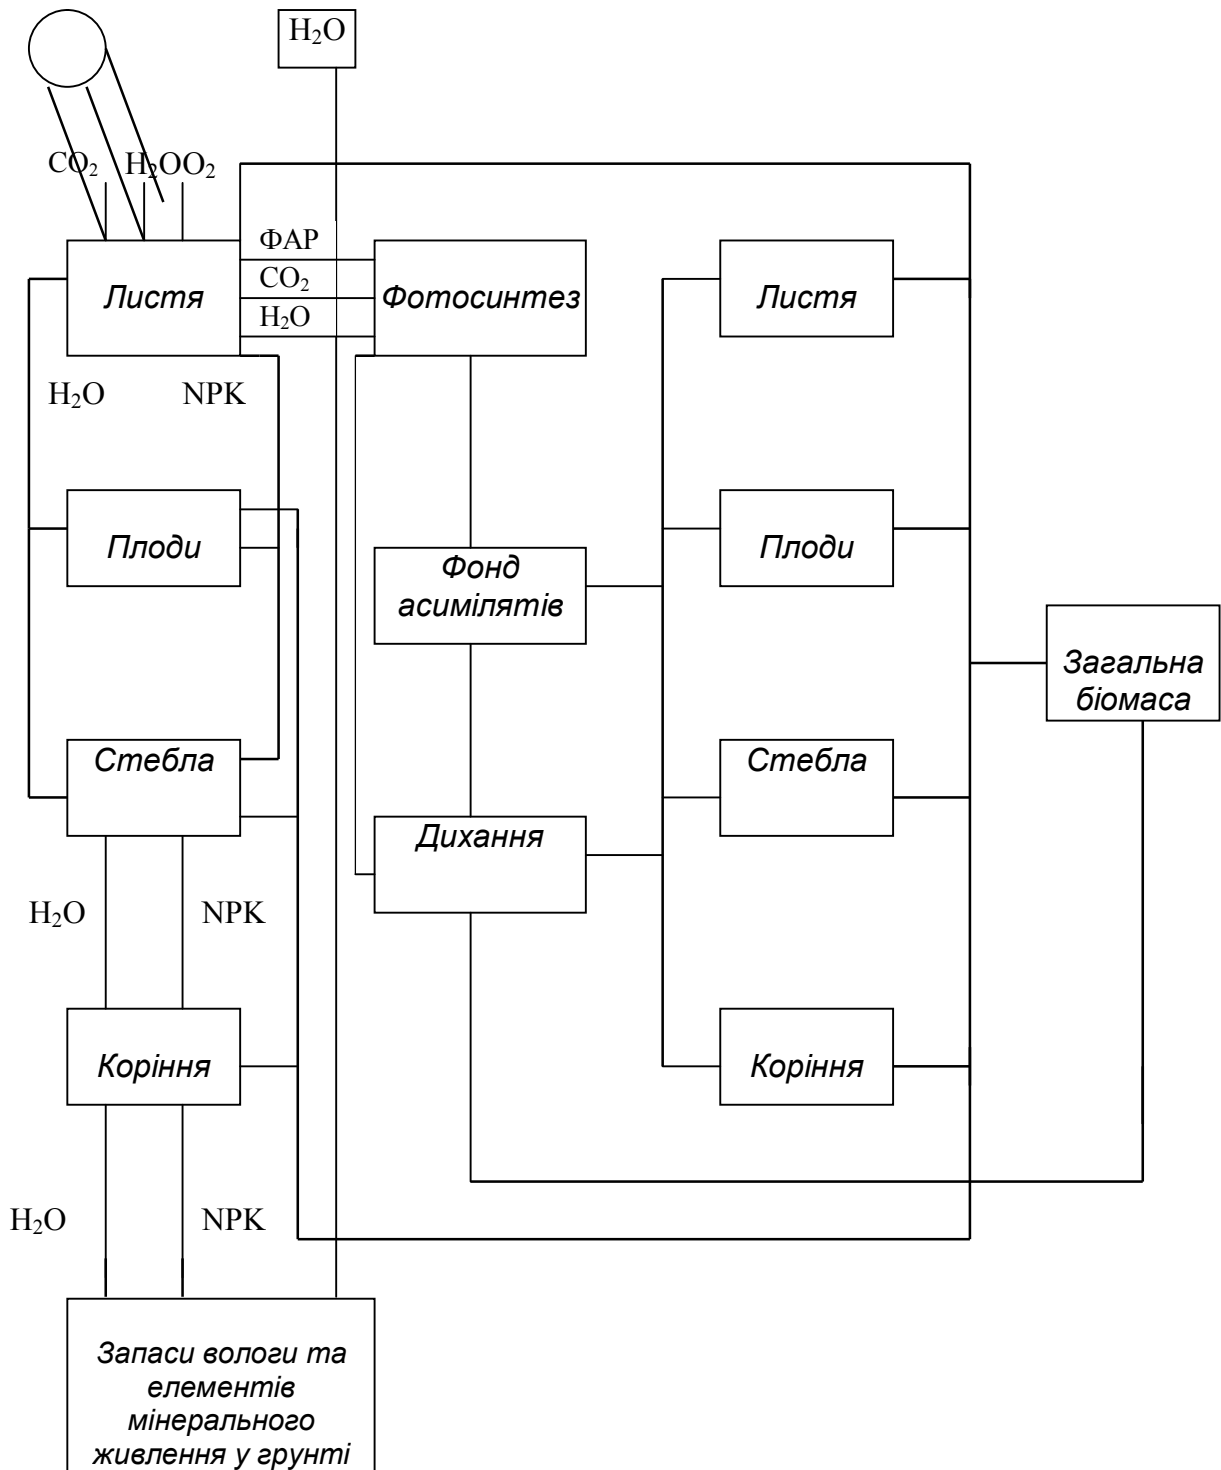 H₂O
CO₂ H₂OO₂
ФАР
CO₂
H₂O
Листя
Фотосинтез
Листя
H₂O NPK
Плоди
Фонд
асимілятів
Плоди
Загальна
біомаса
Стебла
Дихання
Стебла
H₂O NPK
Коріння
Коріння
H₂O NPK
Запаси вологи та
елементів
мінерального
живлення у грунті